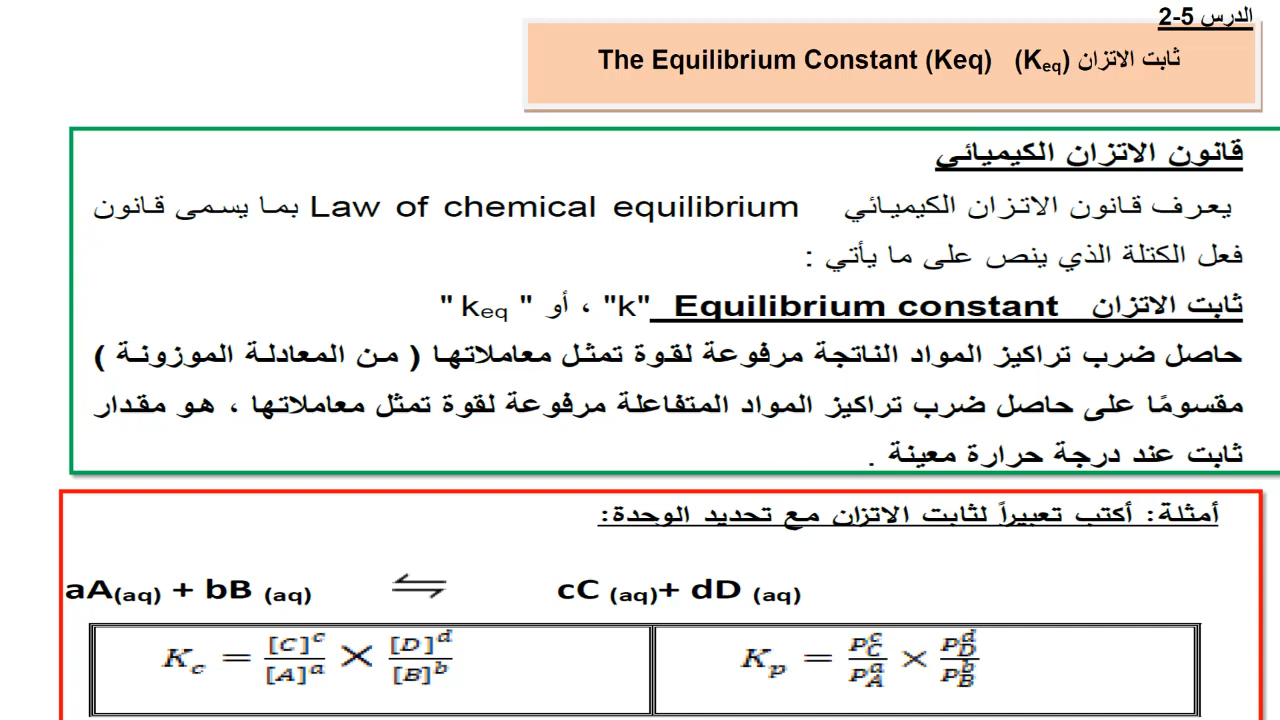 الدرس 5-2
ثابت الاتزان (Keq) The Equilibrium Constant (Keq)
قانون الاتزان الكيميائي
يعرف قانون الاتزان الكيميائي Law of chemical equilibrium بما يسمى قانون
فعل الكتلة الذي ينص على ما يأتي :
ثابت الاتزان Equilibrium constant "k" ، أو " keq "
حاصل ضرب تراكيز المواد الناتجة مرفوعة لقوة تمثل معاملاتها ( من المعادلة الموزونة )
مقسومًا على حاصل ضرب تراكيز المواد المتفاعلة مرفوعة لقوة تمثل معاملاتها ، هو مقدار
ثابت عند درجة حرارة معينة .
أمثلة: أكتب تعبيراً لثابت الاتزان مع تحديد الوحدة:
aA(aq) + bB (aq) ⇌ cC (aq)+ dD (aq)
K_c = [C]^c/[A]^a × [D]^d/[B]^b
K_p = P_C^c/P_A^a × P_D^d/P_B^b